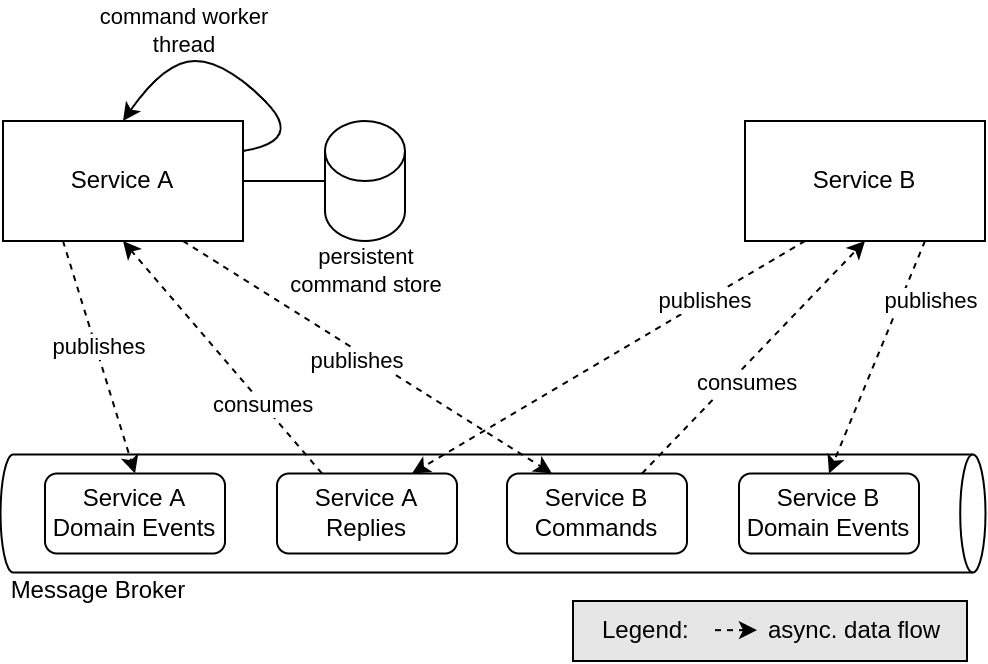 command worker
thread
Service A
Service B
persistent
command store
publishes
publishes
publishes
publishes
consumes
consumes
Service A
Domain Events
Service A
Replies
Service B
Commands
Service B
Domain Events
Message Broker
Legend:
async. data flow